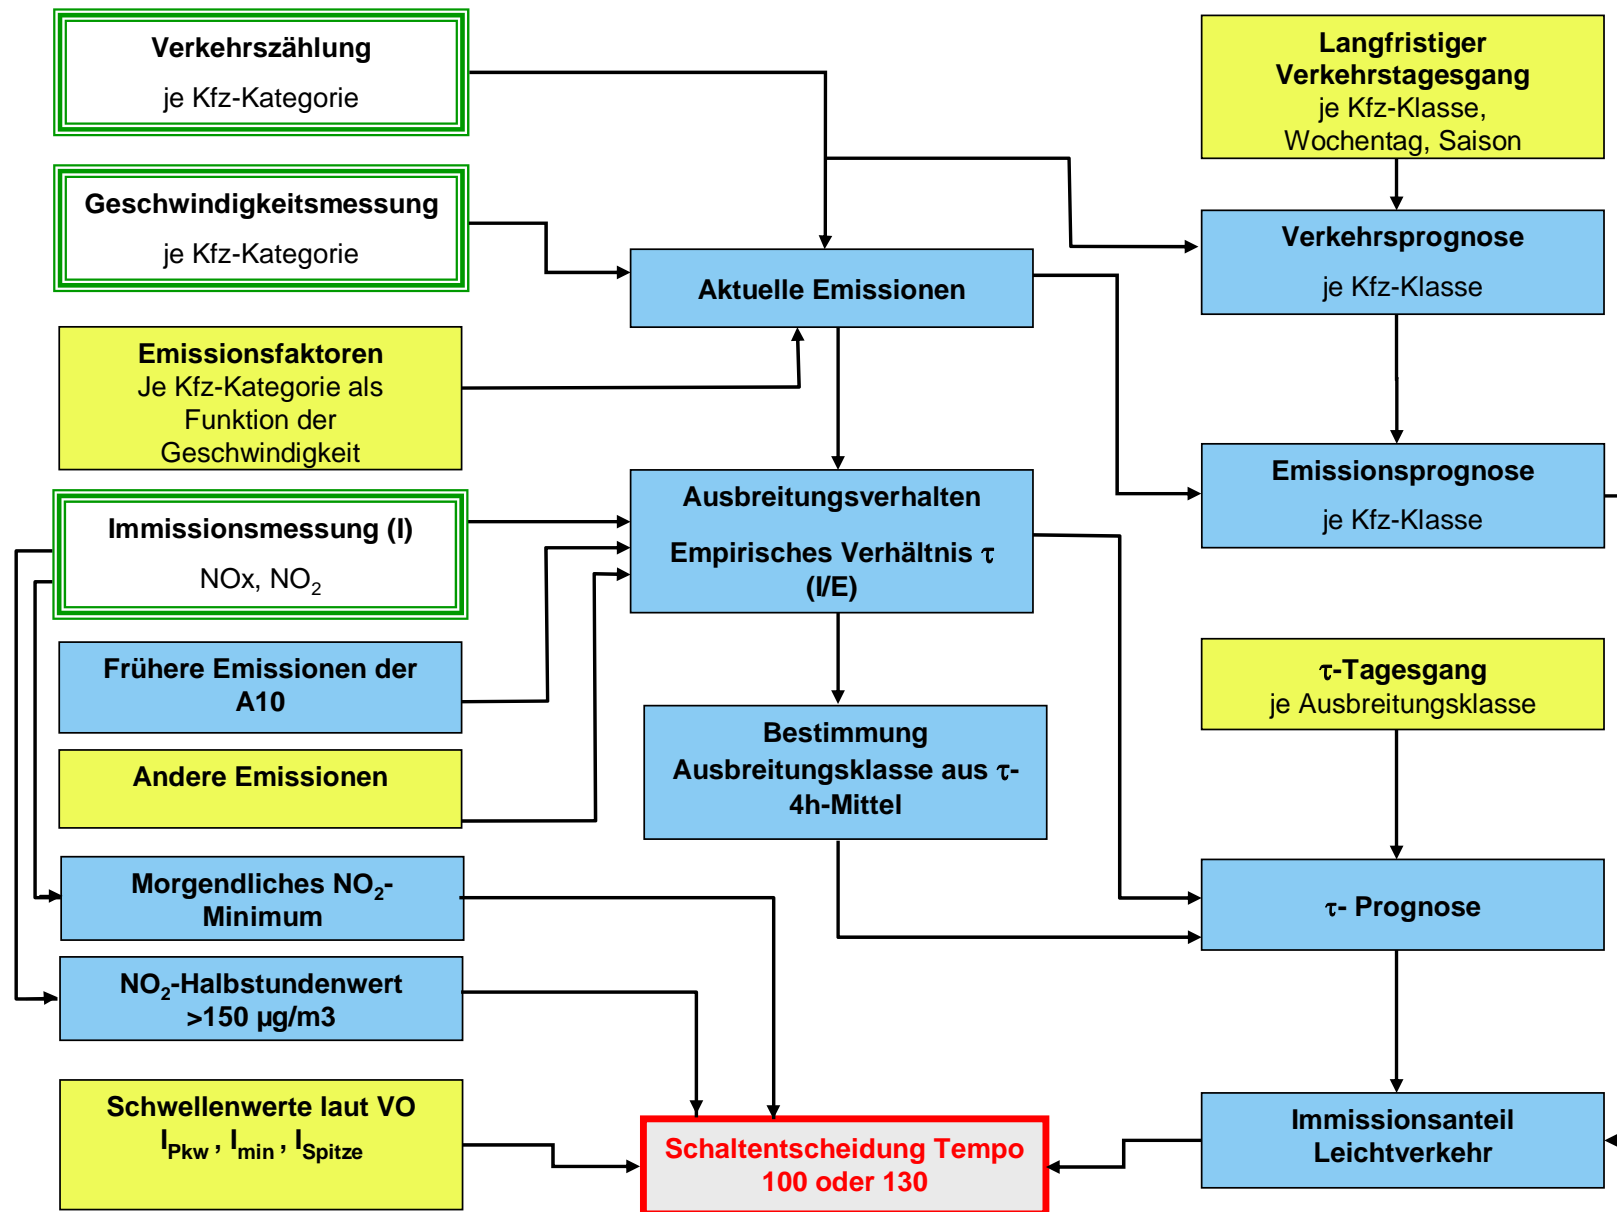 Verkehrszählung
je Kfz-Kategorie
Geschwindigkeitsmessung
je Kfz-Kategorie
Emissionsfaktoren
Je Kfz-Kategorie als
Funktion der
Geschwindigkeit
Immissionsmessung (I)
NOx, NO₂
Frühere Emissionen der
A10
Andere Emissionen
Morgendliches NO₂-
Minimum
NO₂-Halbstundenwert
>150 µg/m3
Schwellenwerte laut VO
I_Pkw , I_min , I_Spitze
Aktuelle Emissionen
Ausbreitungsverhalten
Empirisches Verhältnis τ
(I/E)
Bestimmung
Ausbreitungsklasse aus τ-
4h-Mittel
Schaltentscheidung Tempo
100 oder 130
Langfristiger
Verkehrstagesgang
je Kfz-Klasse,
Wochentag, Saison
Verkehrsprognose
je Kfz-Klasse
Emissionsprognose
je Kfz-Klasse
τ-Tagesgang
je Ausbreitungsklasse
τ- Prognose
Immissionsanteil
Leichtverkehr